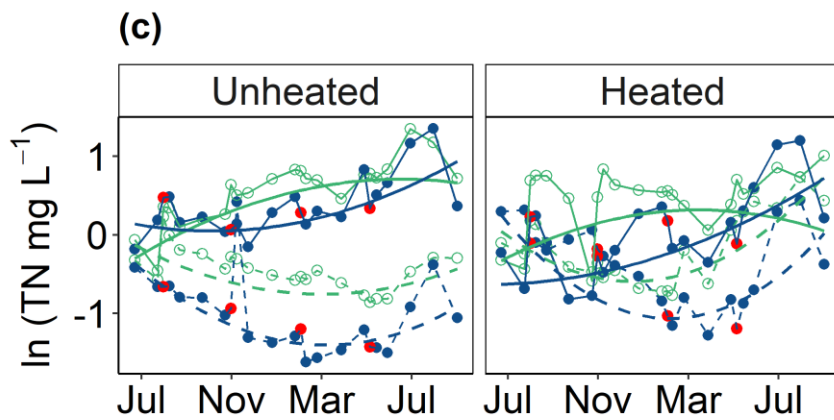 (c)
Unheated Heated
ln (TN mg L⁻¹)
1
0
-1
Jul Nov Mar Jul Jul Nov Mar Jul